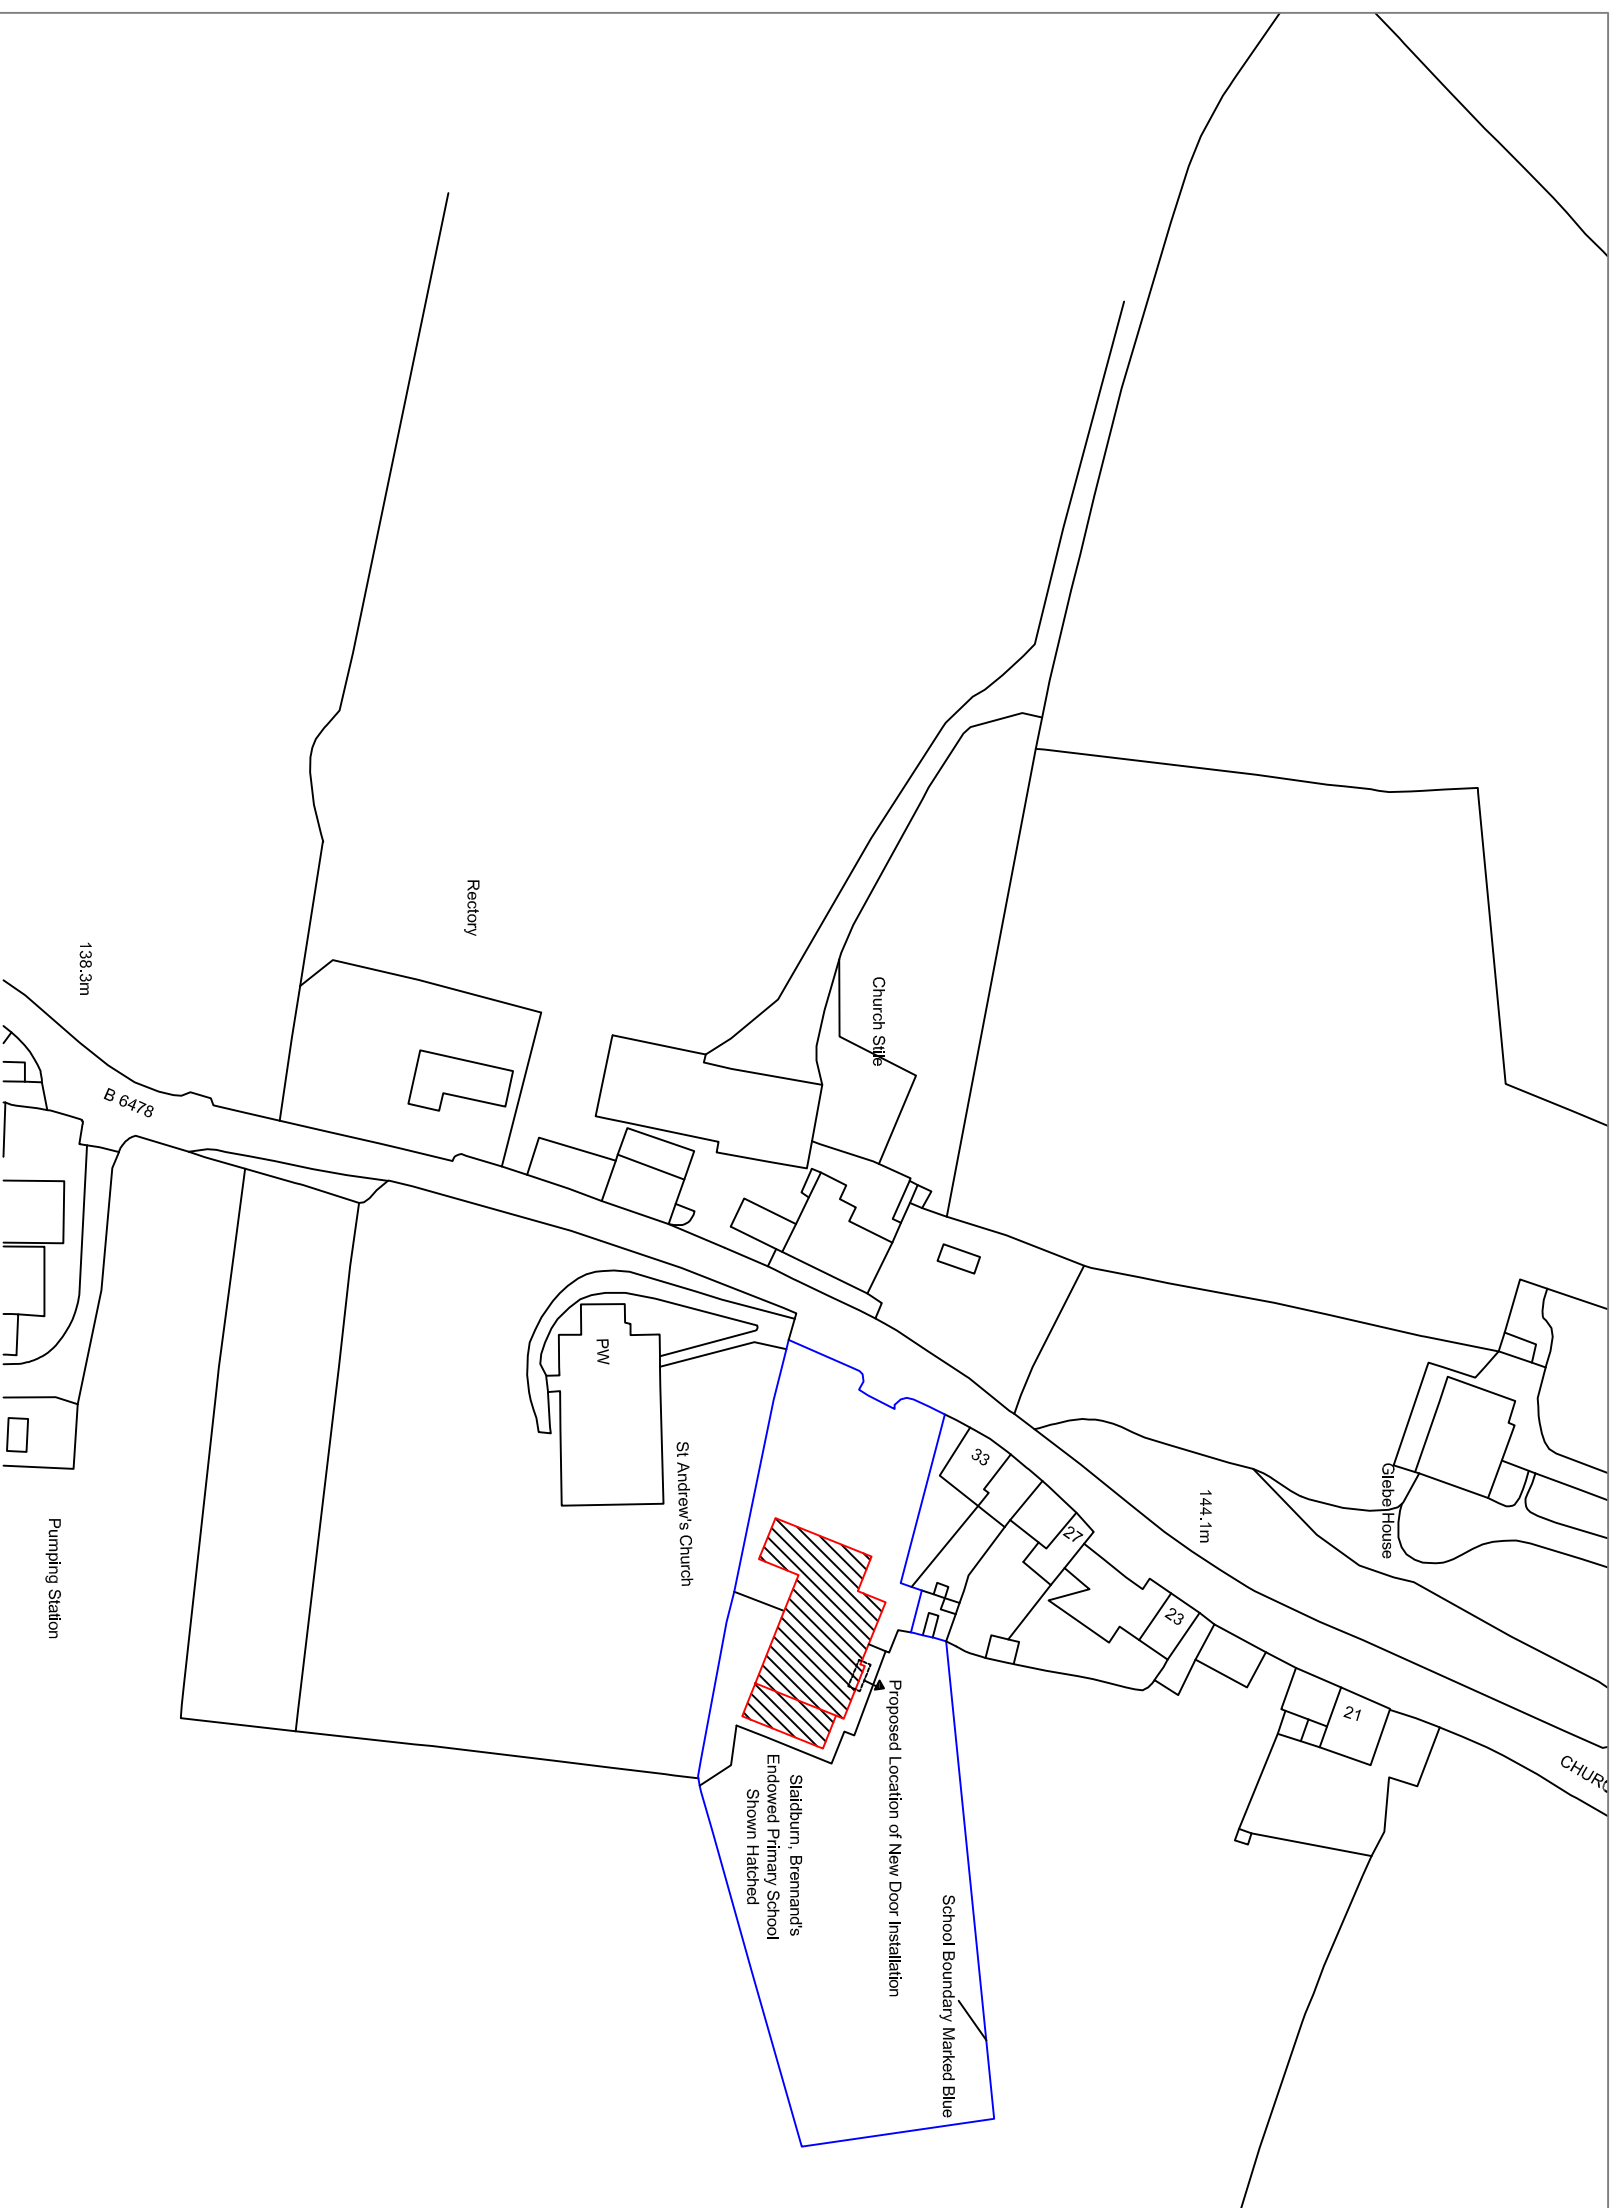 Rectory
138.3m
B 6478
Church Stile
PW
St Andrew's Church
Pumping Station
33
27
23
21
144.1m
Glebe House
Proposed Location of New Door Installation
Slaidburn, Brennand's
Endowed Primary School
Shown Hatched
School Boundary Marked Blue